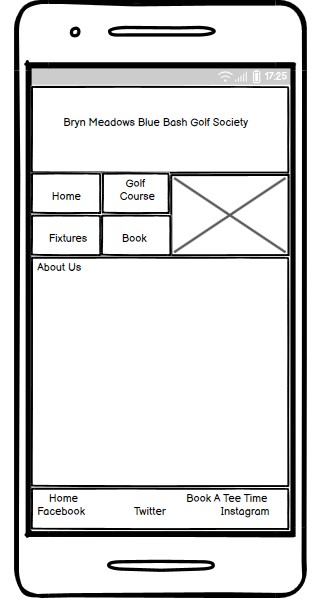 17:25
Bryn Meadows Blue Bash Golf Society
Home
Golf
Course
Fixtures
Book
About Us
Home
Book A Tee Time
Facebook
Twitter
Instagram